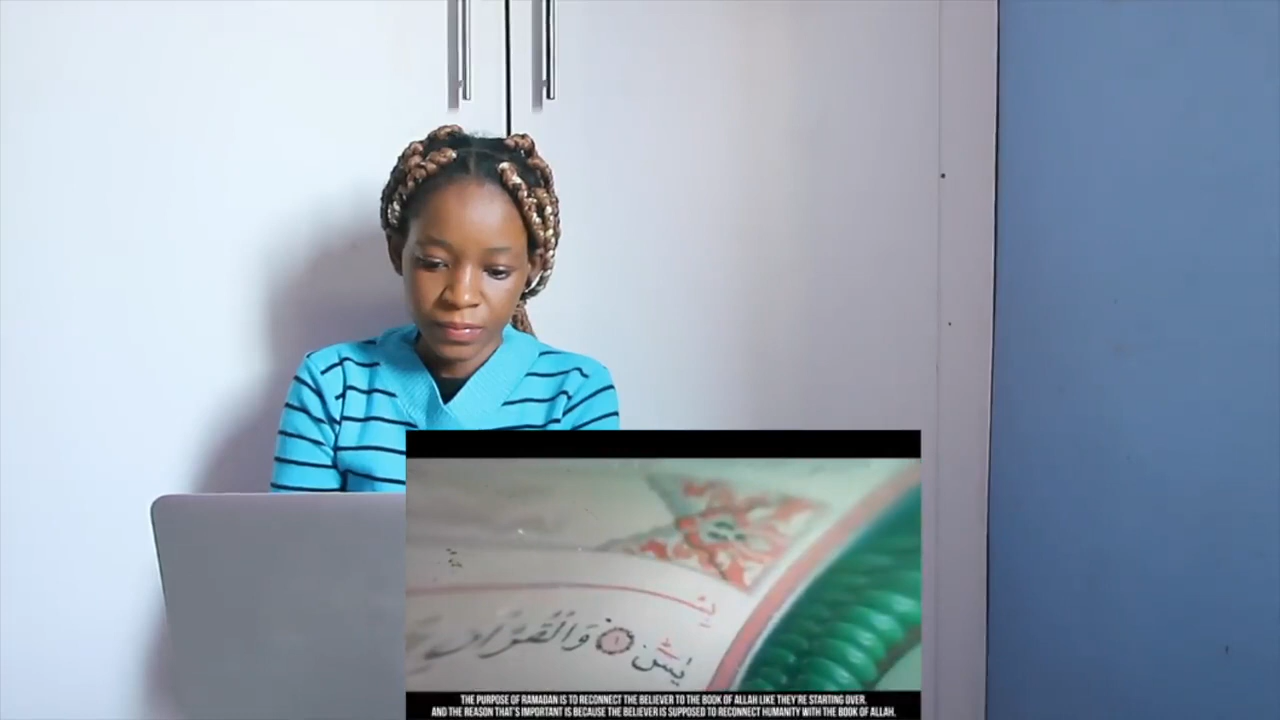 يسٓ ١ وَالْقُرْآنِ
THE PURPOSE OF RAMADAN IS TO RECONNECT THE BELIEVER TO THE BOOK OF ALLAH LIKE THEY'RE STARTING OVER.
AND THE REASON THAT'S IMPORTANT IS BECAUSE THE BELIEVER IS SUPPOSED TO RECONNECT HUMANITY WITH THE BOOK OF ALLAH.